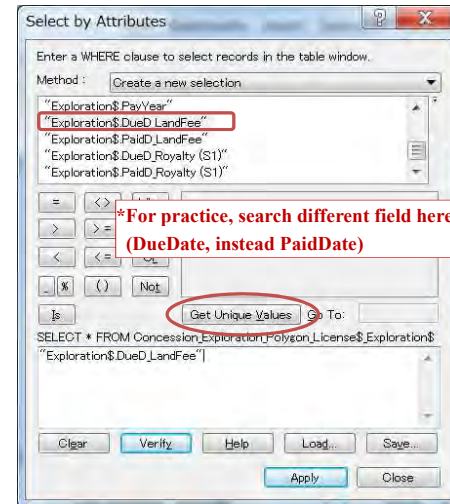 Select by Attributes
Enter a WHERE clause to select records in the table window.
Method : Create a new selection
"Exploration$.PayYear"
"Exploration$.DueD_LandFee"
"Exploration$.PaidD_LandFee"
"Exploration$.DueD_Royalty (S1)"
"Exploration$.PaidD_Royalty (S1)"
= <>
*For practice, search different field here
> >=
(DueDate, instead PaidDate)
< <=
_ % () Not
Is Get Unique Values Go To:
SELECT * FROM Concession_Exploration_Polygon_License$_Exploration$
"Exploration$.DueD_LandFee"
Clear Verify Help Load... Save...
Apply Close